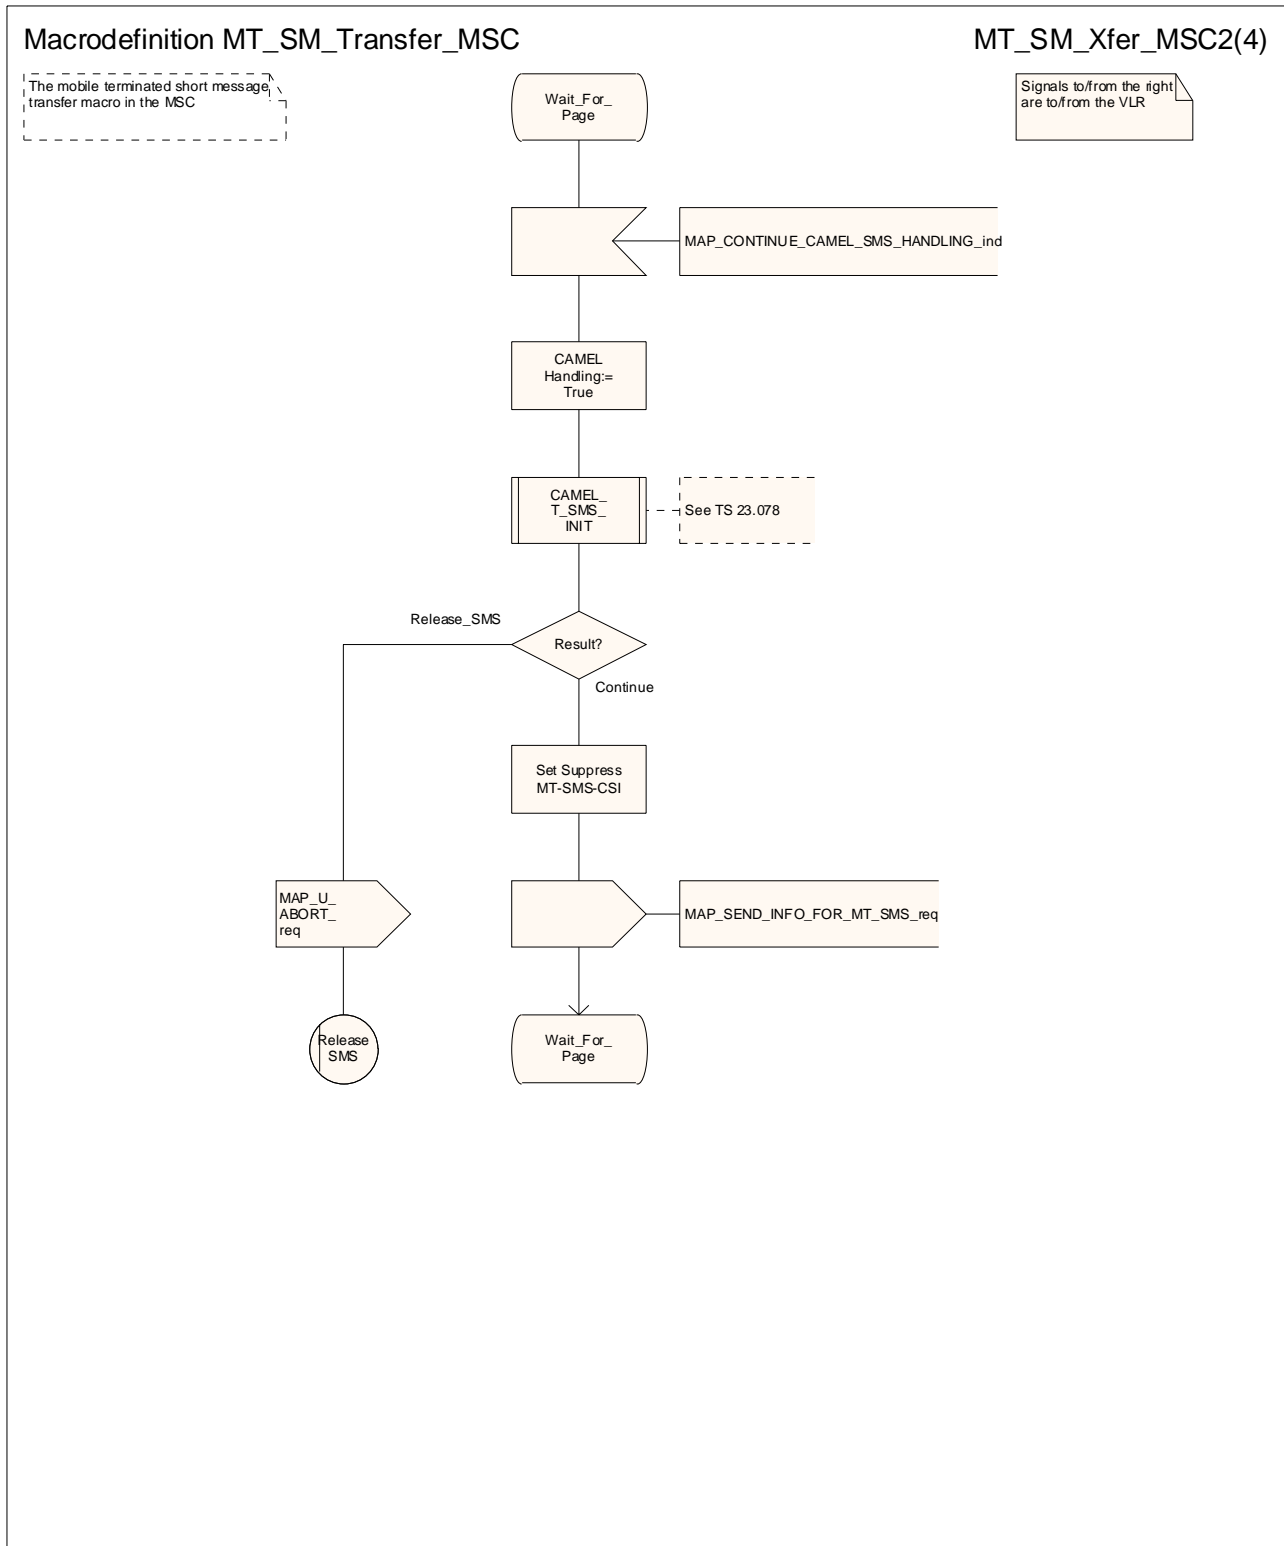 Macrodefinition MT_SM_Transfer_MSC
MT_SM_Xfer_MSC2(4)
The mobile terminated short message
transfer macro in the MSC
Wait_For_
Page
Signals to/from the right
are to/from the VLR
MAP_CONTINUE_CAMEL_SMS_HANDLING_ind
CAMEL
Handling:=
True
CAMEL_
T_SMS_
INIT
See TS 23.078
Release_SMS
Result?
Continue
Set Suppress
MT-SMS-CSI
MAP_U_
ABORT_
req
MAP_SEND_INFO_FOR_MT_SMS_req
Release
SMS
Wait_For_
Page